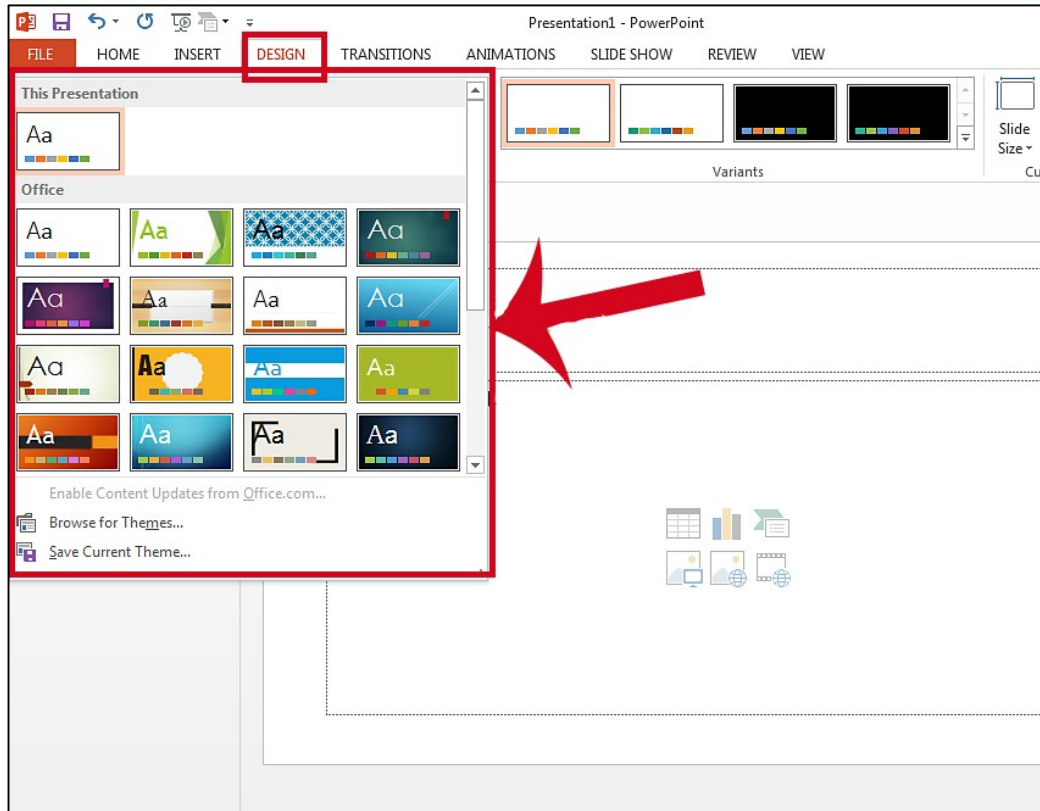 Presentation1 - PowerPoint
FILE HOME INSERT DESIGN TRANSITIONS ANIMATIONS SLIDE SHOW REVIEW VIEW
This Presentation
Aa
Office
Aa Aa Aa Aa
Aa Aa Aa Aa
Aa Aa Aa Aa
Aa Aa Aa Aa
Enable Content Updates from Office.com...
Browse for Themes...
Save Current Theme...
Variants
Slide
Size
Cu